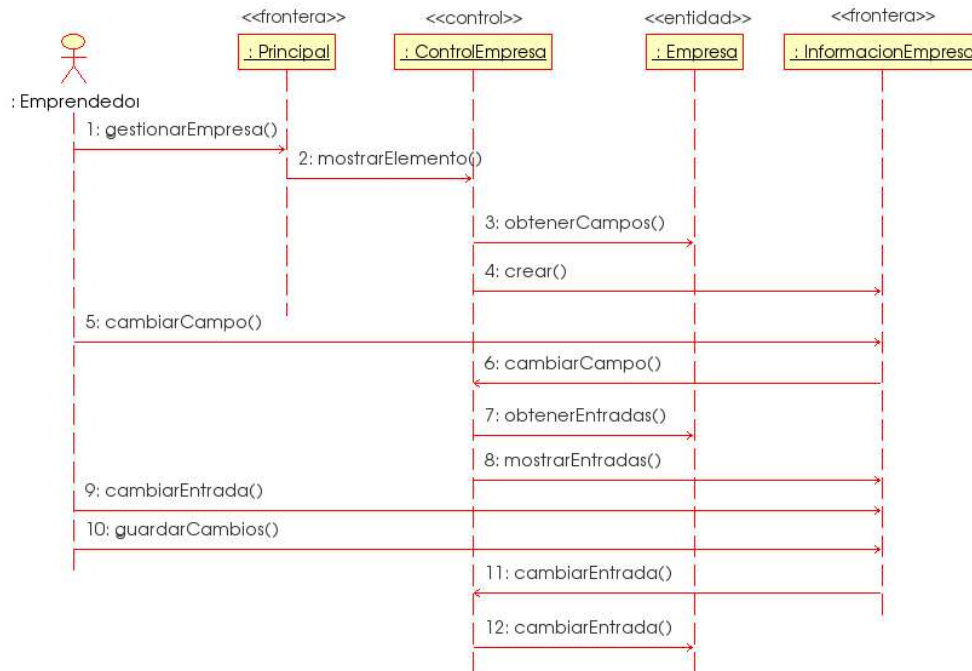 <<frontera>>
<<control>>
<<entidad>>
<<frontera>>
: Principal
: ControlEmpresa
: Empresa
: InformacionEmpresa
: Emprendedor
1: gestionarEmpresa()
2: mostrarElemento()
3: obtenerCampos()
4: crear()
5: cambiarCampo()
6: cambiarCampo()
7: obtenerEntradas()
8: mostrarEntradas()
9: cambiarEntrada()
10: guardarCambios()
11: cambiarEntrada()
12: cambiarEntrada()